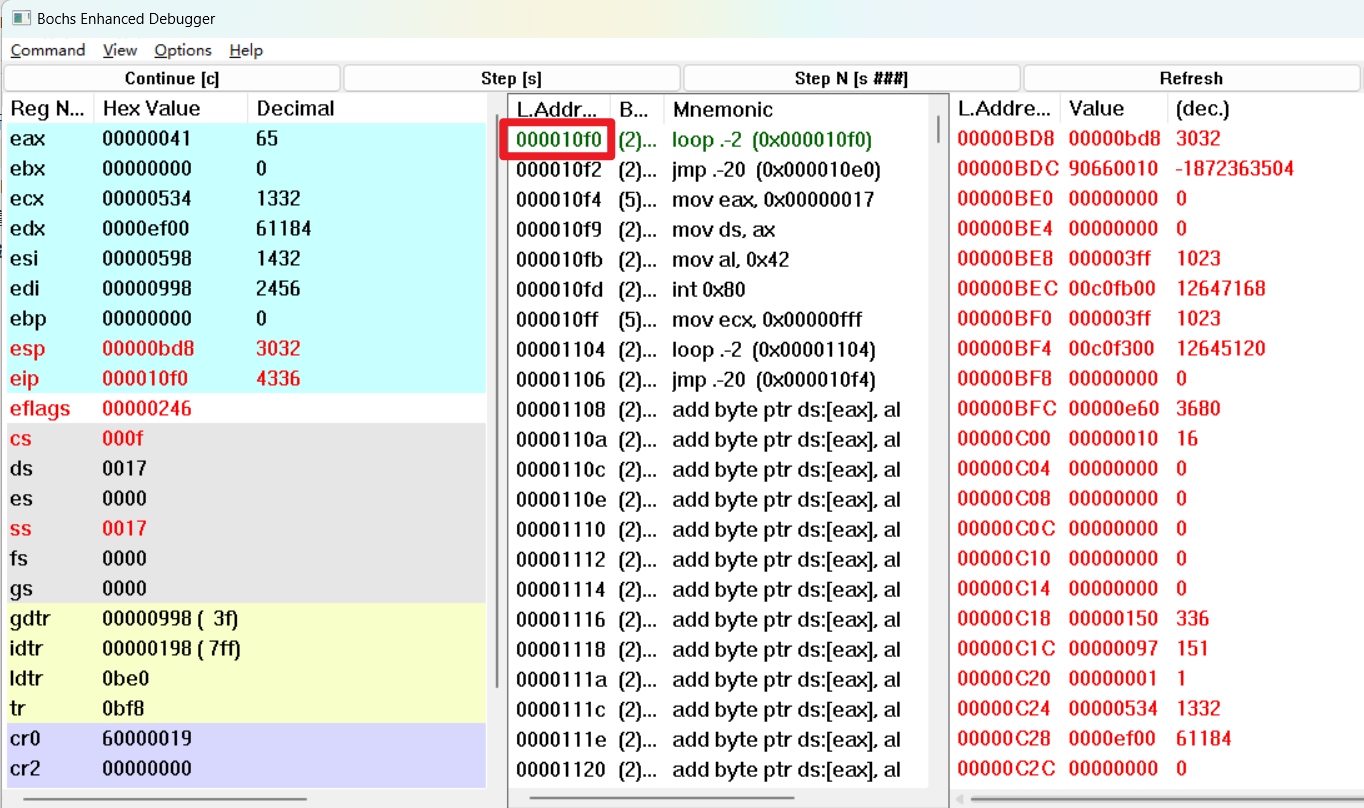 Bochs Enhanced Debugger
Command View Options Help
Continue [c] Step [s] Step N [s ###] Refresh
Reg N... Hex Value Decimal
eax 00000041 65
ebx 00000000 0
ecx 00000534 1332
edx 0000ef00 61184
esi 00000598 1432
edi 00000998 2456
ebp 00000000 0
esp 00000bd8 3032
eip 000010f0 4336
eflags 00000246
cs 000f
ds 0017
es 0000
ss 0017
fs 0000
gs 0000
gdtr 00000998 ( 3f)
idtr 00000198 ( 7ff)
ldtr 0be0
tr 0bf8
cr0 60000019
cr2 00000000
L.Addr... B... Mnemonic
000010f0 (2)... loop .-2 (0x000010f0)
000010f2 (2)... jmp .-20 (0x000010e0)
000010f4 (5)... mov eax, 0x00000017
000010f9 (2)... mov ds, ax
000010fb (2)... mov al, 0x42
000010fd (2)... int 0x80
000010ff (5)... mov ecx, 0x00000fff
00001104 (2)... loop .-2 (0x00001104)
00001106 (2)... jmp .-20 (0x000010f4)
00001108 (2)... add byte ptr ds:[eax], al
0000110a (2)... add byte ptr ds:[eax], al
0000110c (2)... add byte ptr ds:[eax], al
0000110e (2)... add byte ptr ds:[eax], al
00001110 (2)... add byte ptr ds:[eax], al
00001112 (2)... add byte ptr ds:[eax], al
00001114 (2)... add byte ptr ds:[eax], al
00001116 (2)... add byte ptr ds:[eax], al
00001118 (2)... add byte ptr ds:[eax], al
0000111a (2)... add byte ptr ds:[eax], al
0000111c (2)... add byte ptr ds:[eax], al
0000111e (2)... add byte ptr ds:[eax], al
00001120 (2)... add byte ptr ds:[eax], al
L.Addre... Value (dec.)
00000BD8 00000bd8 3032
00000BDC 90660010 -1872363504
00000BE0 00000000 0
00000BE4 00000000 0
00000BE8 000003ff 1023
00000BEC 00c0fb00 12647168
00000BF0 000003ff 1023
00000BF4 00c0f300 12645120
00000BF8 00000000 0
00000BFC 00000e60 3680
00000C00 00000010 16
00000C04 00000000 0
00000C08 00000000 0
00000C0C 00000000 0
00000C10 00000000 0
00000C14 00000000 0
00000C18 00000150 336
00000C1C 00000097 151
00000C20 00000001 1
00000C24 00000534 1332
00000C28 0000ef00 61184
00000C2C 00000000 0